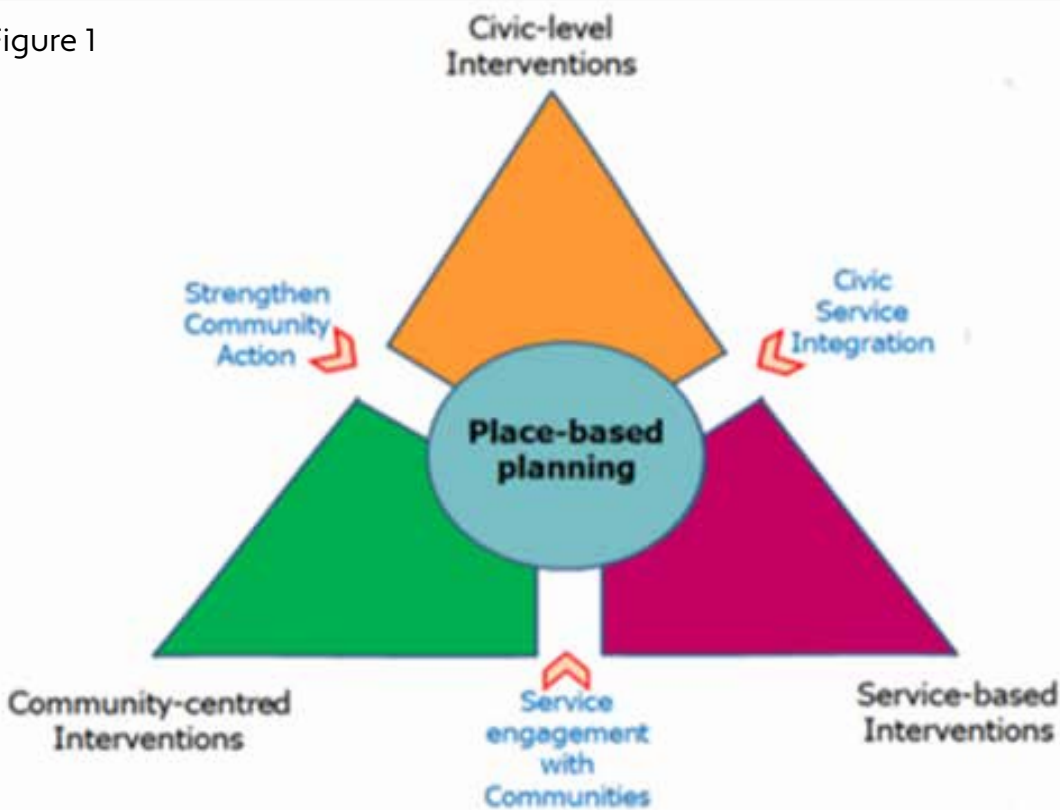 Figure 1
Civic-level
Interventions
Strengthen
Community
Action
Civic
Service
Integration
Place-based
planning
Community-centred
Interventions
Service
engagement
with
Communities
Service-based
Interventions